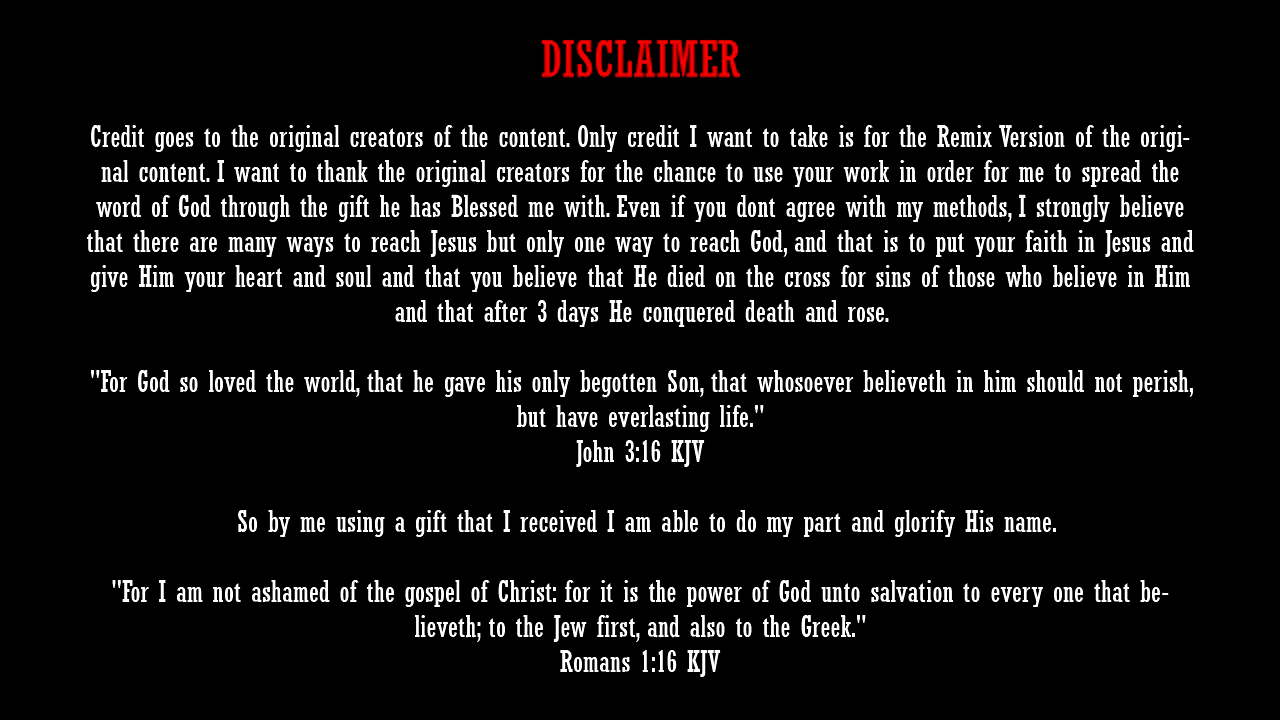 DISCLAIMER
Credit goes to the original creators of the content. Only credit I want to take is for the Remix Version of the origi-
nal content. I want to thank the original creators for the chance to use your work in order for me to spread the
word of God through the gift he has Blessed me with. Even if you dont agree with my methods, I strongly believe
that there are many ways to reach Jesus but only one way to reach God, and that is to put your faith in Jesus and
give Him your heart and soul and that you believe that He died on the cross for sins of those who believe in Him
and that after 3 days He conquered death and rose.
"For God so loved the world, that he gave his only begotten Son, that whosoever believeth in him should not perish,
but have everlasting life."
John 3:16 KJV
So by me using a gift that I received I am able to do my part and glorify His name.
"For I am not ashamed of the gospel of Christ: for it is the power of God unto salvation to every one that be-
lieveth; to the Jew first, and also to the Greek."
Romans 1:16 KJV